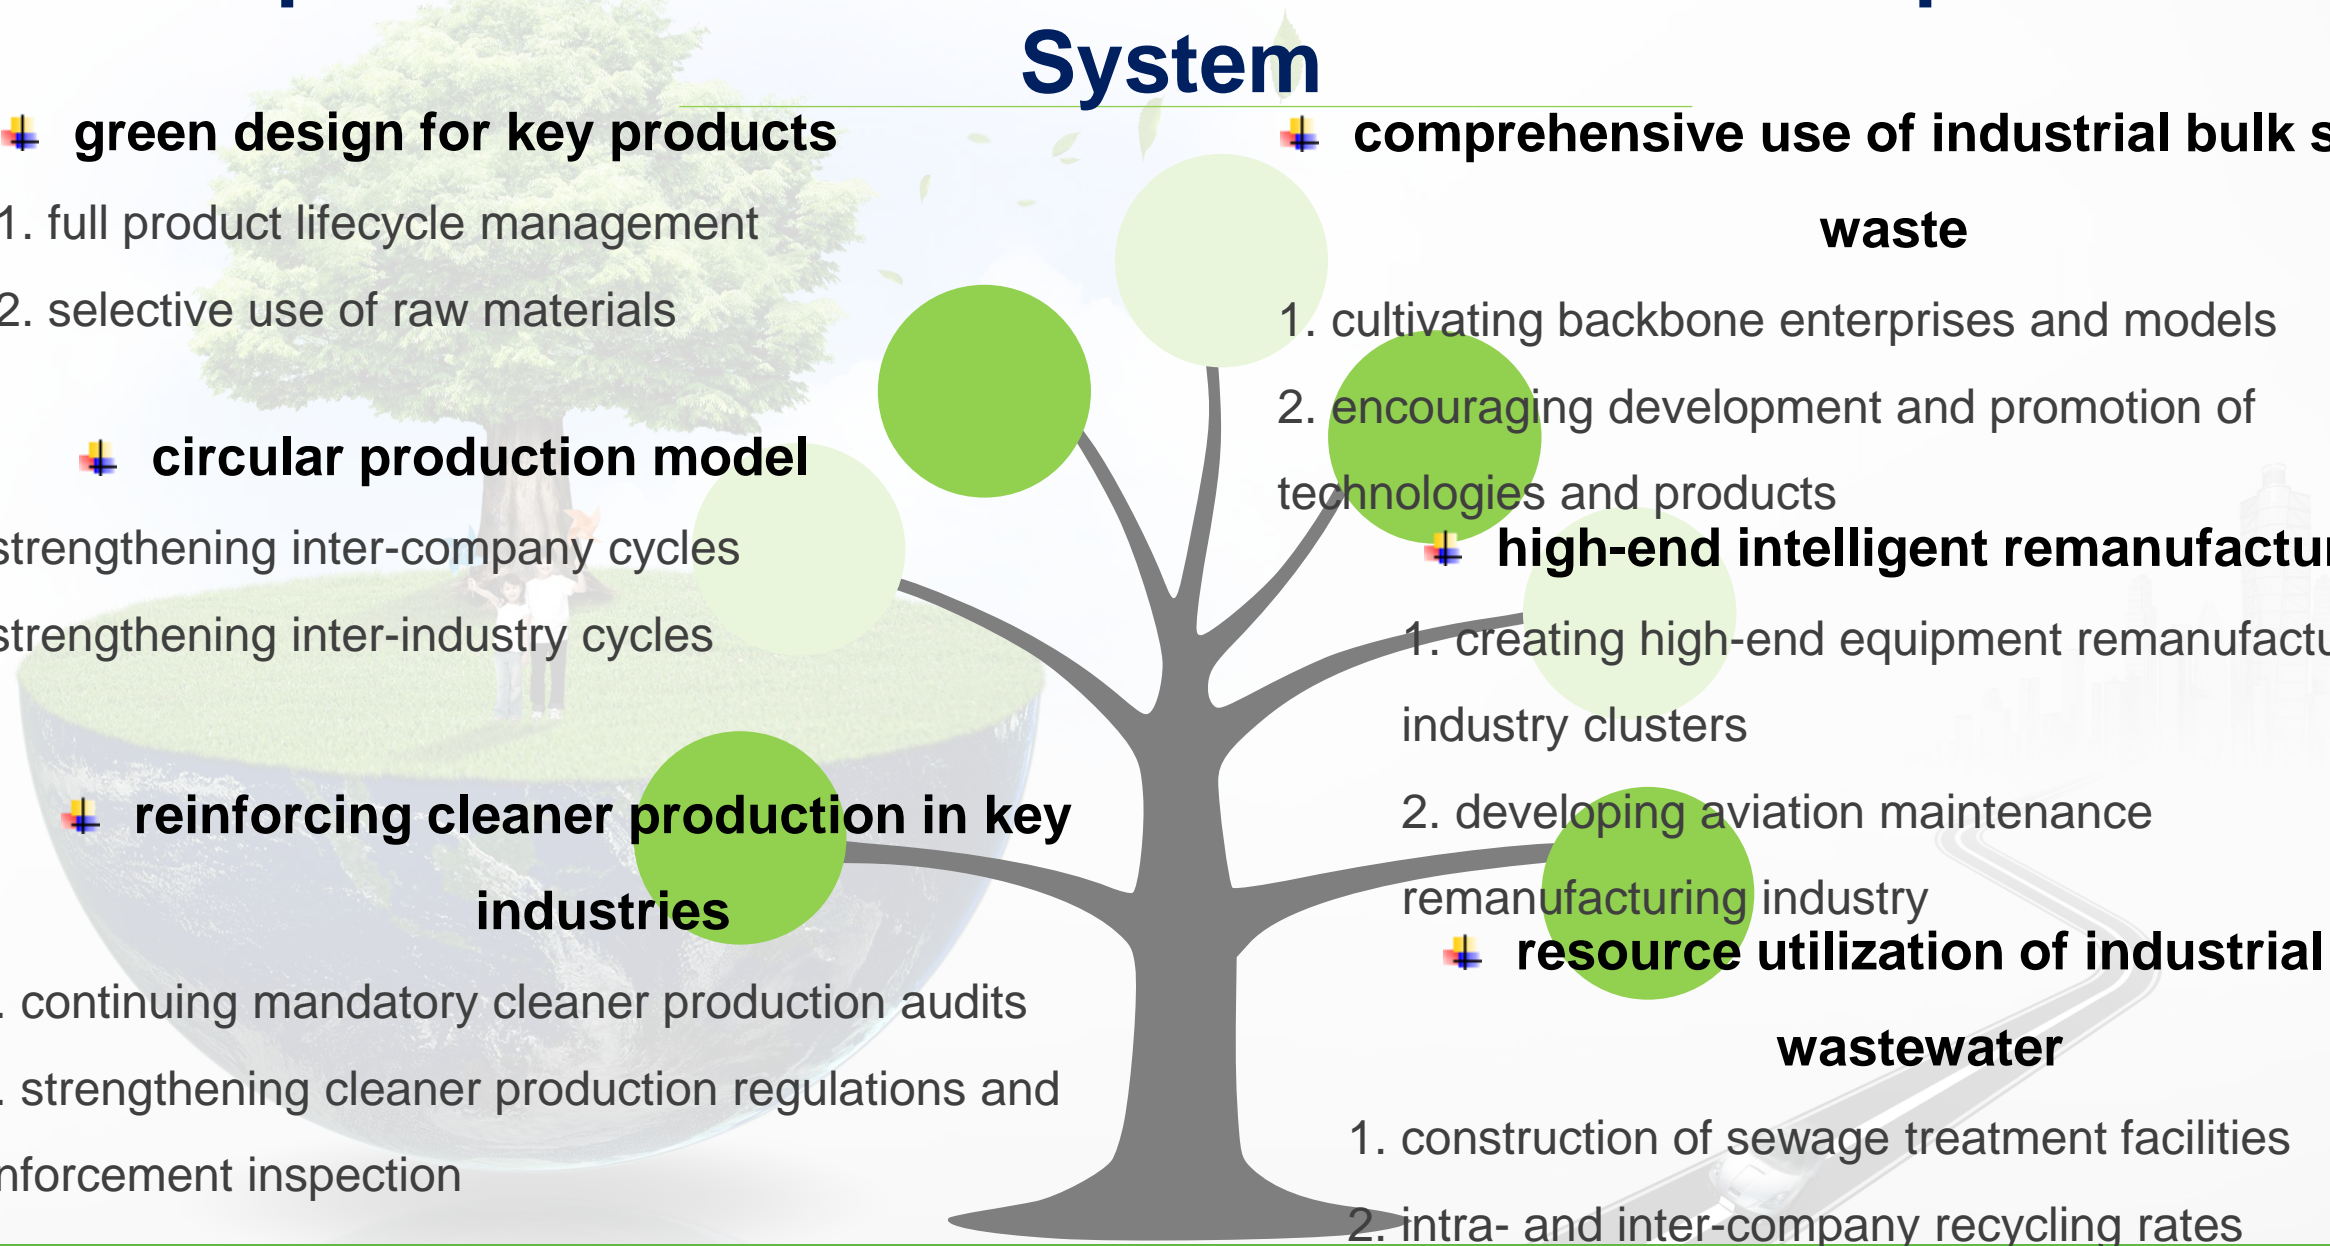 System
green design for key products
1. full product lifecycle management
2. selective use of raw materials
circular production model
strengthening inter-company cycles
strengthening inter-industry cycles
reinforcing cleaner production in key
industries
. continuing mandatory cleaner production audits
. strengthening cleaner production regulations and
nforcement inspection
comprehensive use of industrial bulk s
waste
1. cultivating backbone enterprises and models
2. encouraging development and promotion of
technologies and products
high-end intelligent remanufactur
1. creating high-end equipment remanufactu
industry clusters
2. developing aviation maintenance
remanufacturing industry
resource utilization of industrial
wastewater
1. construction of sewage treatment facilities
2. intra- and inter-company recycling rates